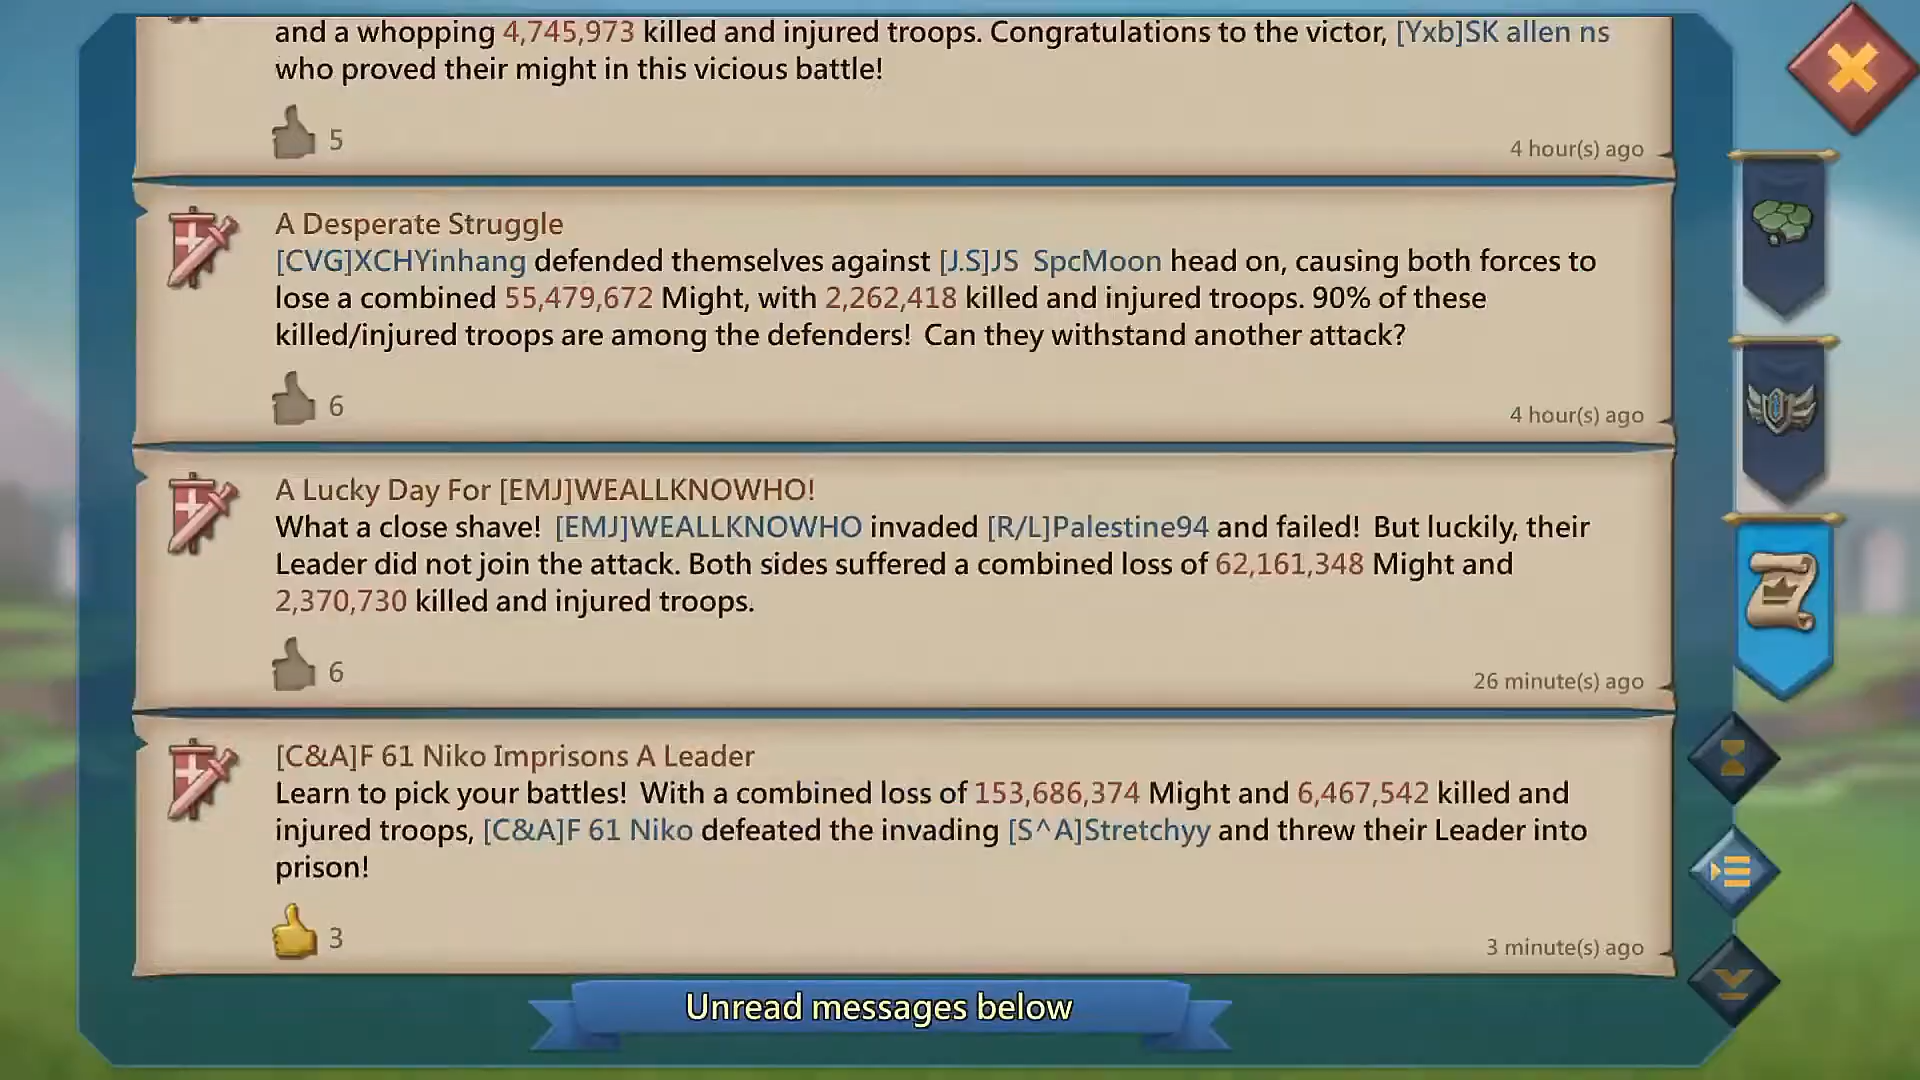 and a whopping 4,745,973 killed and injured troops. Congratulations to the victor, [Yxb]SK allen ns
who proved their might in this vicious battle!
5
4 hour(s) ago
A Desperate Struggle
[CVG]XCHYinhang defended themselves against [J.S]JS SpcMoon head on, causing both forces to
lose a combined 55,479,672 Might, with 2,262,418 killed and injured troops. 90% of these
killed/injured troops are among the defenders! Can they withstand another attack?
6
4 hour(s) ago
A Lucky Day For [EMJ]WEALLKNOWHO!
What a close shave! [EMJ]WEALLKNOWHO invaded [R/L]Palestine94 and failed! But luckily, their
Leader did not join the attack. Both sides suffered a combined loss of 62,161,348 Might and
2,370,730 killed and injured troops.
6
26 minute(s) ago
[C&A]F 61 Niko Imprisons A Leader
Learn to pick your battles! With a combined loss of 153,686,374 Might and 6,467,542 killed and
injured troops, [C&A]F 61 Niko defeated the invading [S^A]Stretchyy and threw their Leader into
prison!
3
3 minute(s) ago
Unread messages below